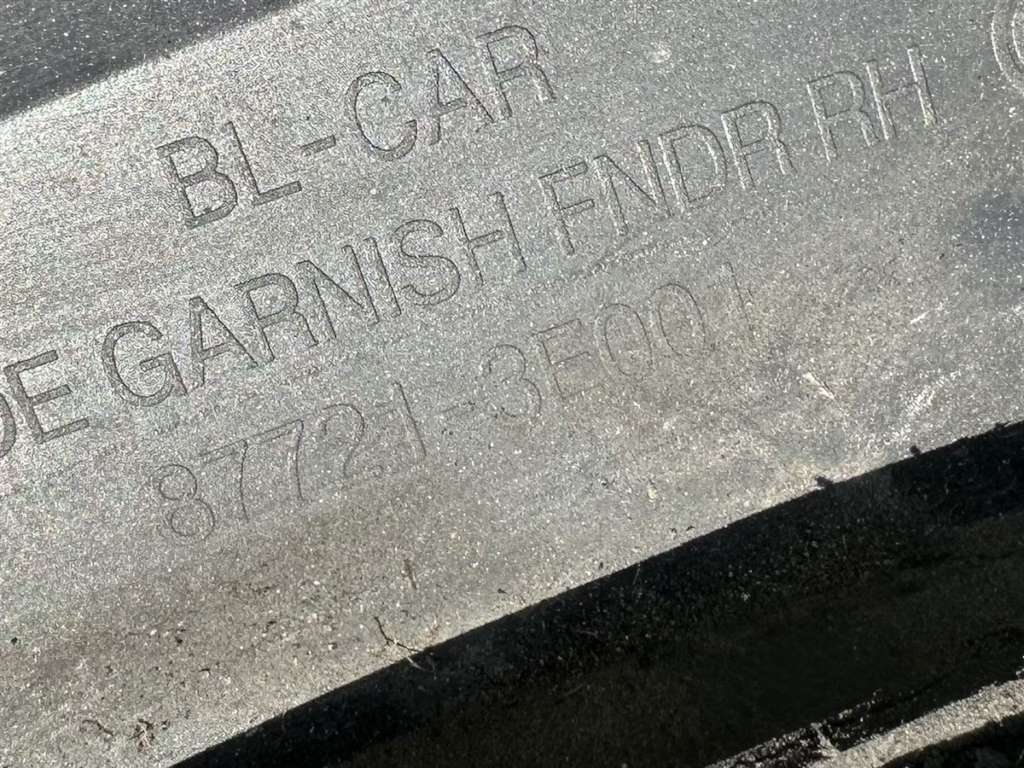 BL-CAR
DE GARNISH FNDR RH
87721-3E001